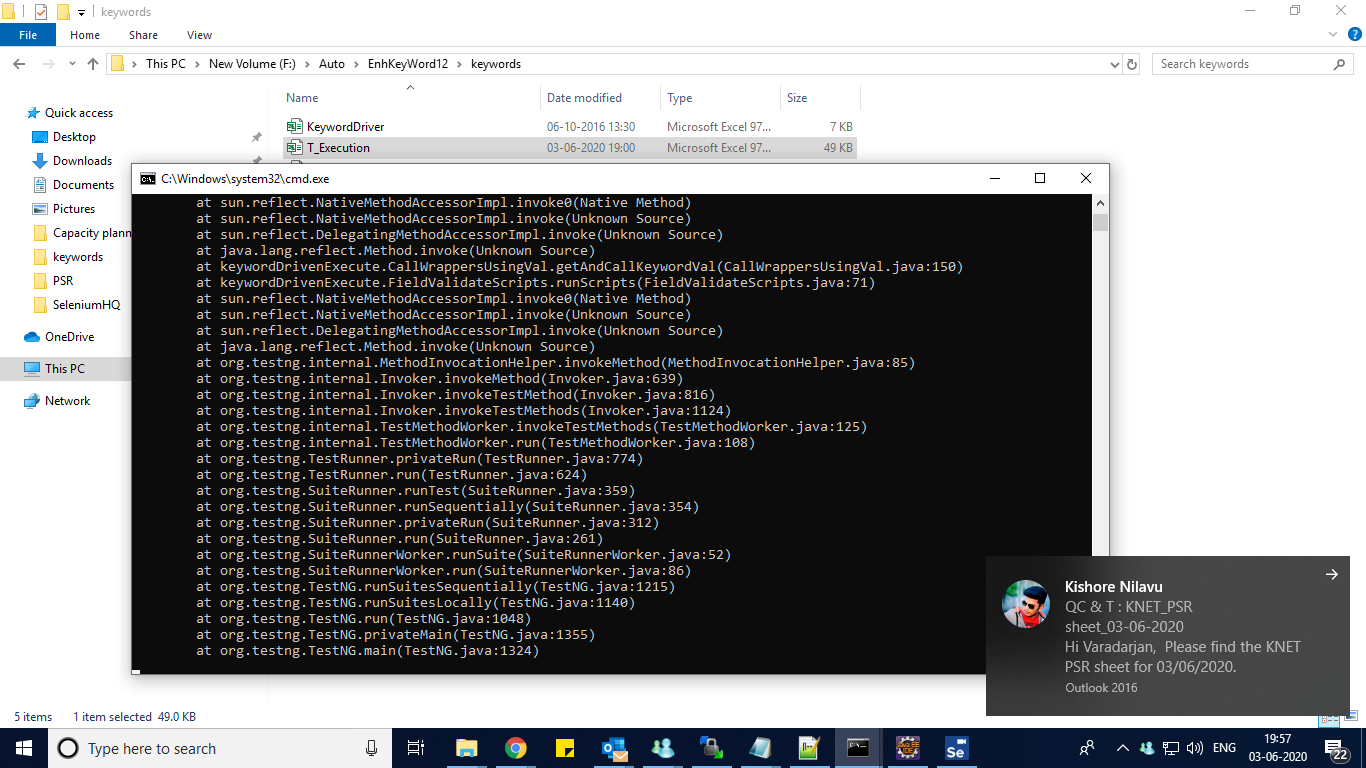 keywords
File
Home
Share
View
This PC
New Volume (F:)
Auto
EnhKeyWord12
keywords
Search keywords
Name
Date modified
Type
Size
Quick access
Desktop
Downloads
Documents
Pictures
Capacity plann
keywords
PSR
SeleniumHQ
OneDrive
This PC
Network
KeywordDriver 06-10-2016 13:30 Microsoft Excel 97... 7 KB
T_Execution 03-06-2020 19:00 Microsoft Excel 97... 49 KB
C:\Windows\system32\cmd.exe
at sun.reflect.NativeMethodAccessorImpl.invoke0(Native Method)
at sun.reflect.NativeMethodAccessorImpl.invoke(Unknown Source)
at sun.reflect.DelegatingMethodAccessorImpl.invoke(Unknown Source)
at java.lang.reflect.Method.invoke(Unknown Source)
at keywordDrivenExecute.CallWrappersUsingVal.getAndCallKeywordVal(CallWrappersUsingVal.java:150)
at keywordDrivenExecute.FieldValidateScripts.runScripts(FieldValidateScripts.java:71)
at sun.reflect.NativeMethodAccessorImpl.invoke0(Native Method)
at sun.reflect.NativeMethodAccessorImpl.invoke(Unknown Source)
at sun.reflect.DelegatingMethodAccessorImpl.invoke(Unknown Source)
at java.lang.reflect.Method.invoke(Unknown Source)
at org.testng.internal.MethodInvocationHelper.invokeMethod(MethodInvocationHelper.java:85)
at org.testng.internal.Invoker.invokeMethod(Invoker.java:639)
at org.testng.internal.Invoker.invokeTestMethod(Invoker.java:816)
at org.testng.internal.Invoker.invokeTestMethods(Invoker.java:1124)
at org.testng.internal.TestMethodWorker.invokeTestMethods(TestMethodWorker.java:125)
at org.testng.internal.TestMethodWorker.run(TestMethodWorker.java:108)
at org.testng.TestRunner.privateRun(TestRunner.java:774)
at org.testng.TestRunner.run(TestRunner.java:624)
at org.testng.SuiteRunner.runTest(SuiteRunner.java:359)
at org.testng.SuiteRunner.runSequentially(SuiteRunner.java:354)
at org.testng.SuiteRunner.privateRun(SuiteRunner.java:312)
at org.testng.SuiteRunner.run(SuiteRunner.java:261)
at org.testng.SuiteRunnerWorker.runSuite(SuiteRunnerWorker.java:52)
at org.testng.SuiteRunnerWorker.run(SuiteRunnerWorker.java:86)
at org.testng.TestNG.runSuitesSequentially(TestNG.java:1215)
at org.testng.TestNG.runSuitesLocally(TestNG.java:1140)
at org.testng.TestNG.run(TestNG.java:1048)
at org.testng.TestNG.privateMain(TestNG.java:1355)
at org.testng.TestNG.main(TestNG.java:1324)
Kishore Nilavu
QC & T : KNET_PSR
sheet_03-06-2020
Hi Varadarjan, Please find the KNET
PSR sheet for 03/06/2020.
Outlook 2016
5 items
1 item selected 49.0 KB
Type here to search
Se
ENG
19:57
03-06-2020
22